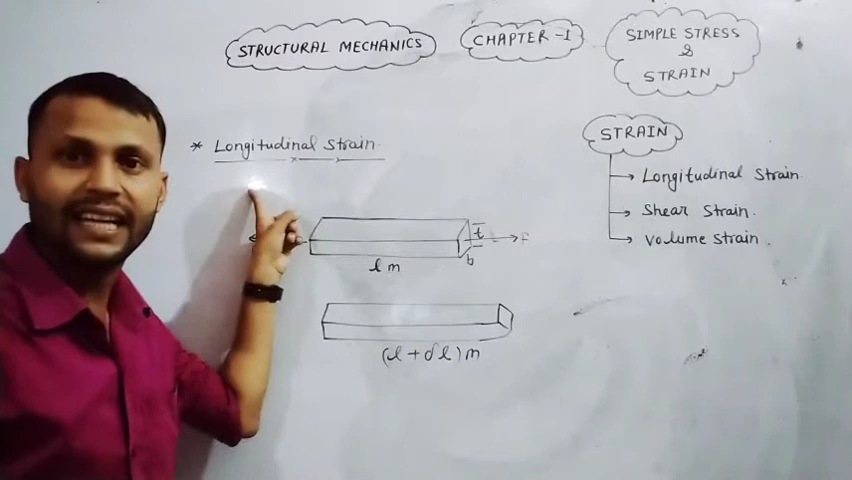 STRUCTURAL MECHANICS
CHAPTER-I
SIMPLE STRESS
&
STRAIN
* Longitudinal strain.
STRAIN
Longitudinal strain.
Shear strain.
volume strain.
t
F
b
l m
(l+δl)m